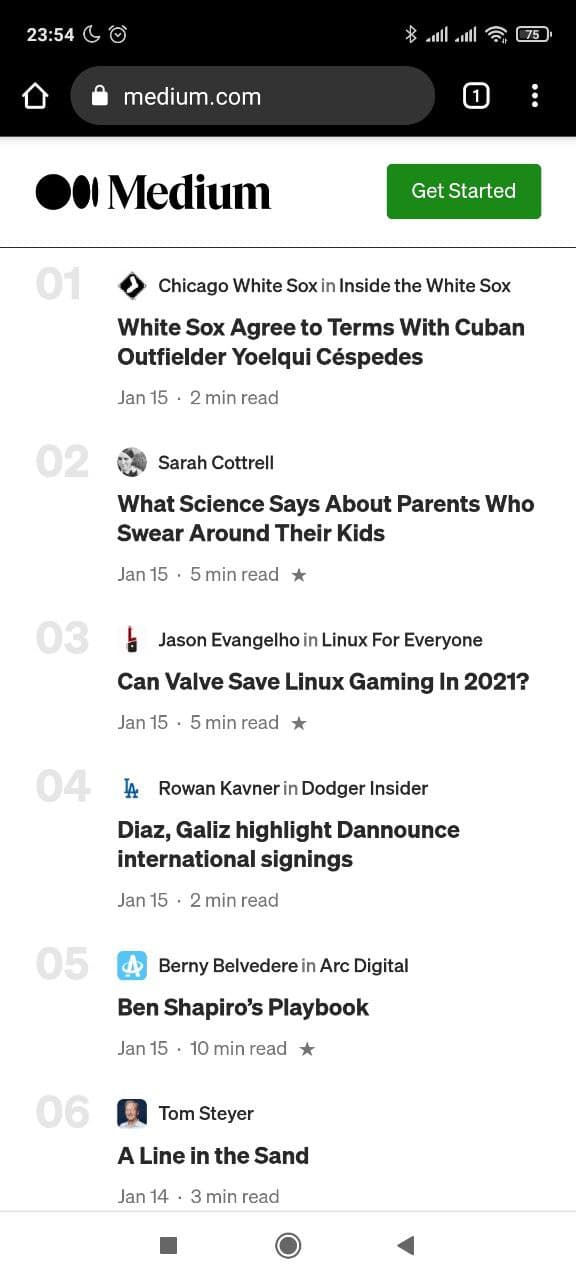 23:54
75
medium.com
1
Medium
Get Started
01
Chicago White Sox in Inside the White Sox
White Sox Agree to Terms With Cuban
Outfielder Yoelqui Céspedes
Jan 15 · 2 min read
02
Sarah Cottrell
What Science Says About Parents Who
Swear Around Their Kids
Jan 15 · 5 min read ★
03
Jason Evangelho in Linux For Everyone
Can Valve Save Linux Gaming In 2021?
Jan 15 · 5 min read ★
04
LA
Rowan Kavner in Dodger Insider
Diaz, Galiz highlight Dannounce
international signings
Jan 15 · 2 min read
05
Berny Belvedere in Arc Digital
Ben Shapiro’s Playbook
Jan 15 · 10 min read ★
06
Tom Steyer
A Line in the Sand
Jan 14 · 3 min read